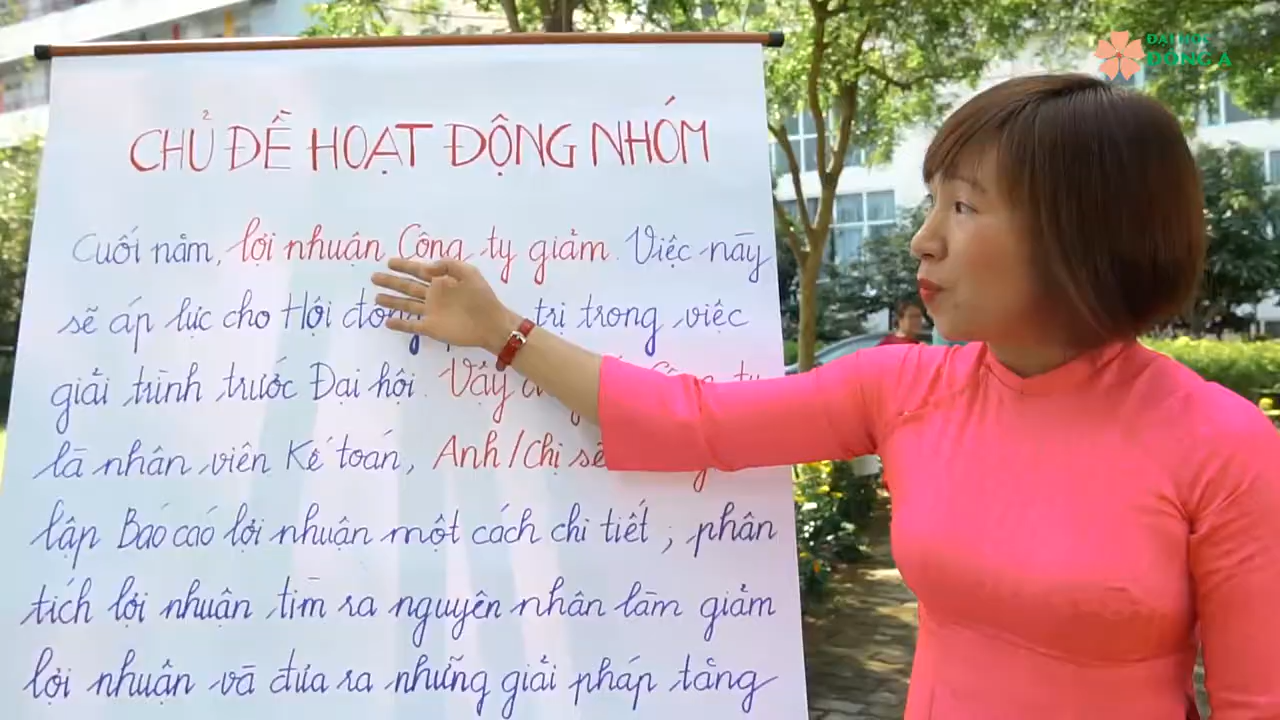 ĐẠI HỌC
ĐÔNG Á
CHỦ ĐỀ HOẠT ĐỘNG NHÓM
Cuối năm, lợi nhuận Công ty giảm. Việc này
sẽ áp lực cho Hội đồng trị trong việc
giải trình trước Đại hội. Vậy Công ty
là nhân viên Kế toán, Anh/Chị sẽ
lập Báo cáo lợi nhuận một cách chi tiết; phân
tích lợi nhuận tìm ra nguyên nhân làm giảm
lợi nhuận và đưa ra những giải pháp tăng